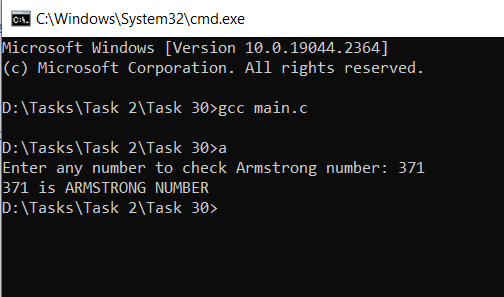 C:\Windows\System32\cmd.exe
Microsoft Windows [Version 10.0.19044.2364]
(c) Microsoft Corporation. All rights reserved.
D:\Tasks\Task 2\Task 30>gcc main.c
D:\Tasks\Task 2\Task 30>a
Enter any number to check Armstrong number: 371
371 is ARMSTRONG NUMBER
D:\Tasks\Task 2\Task 30>